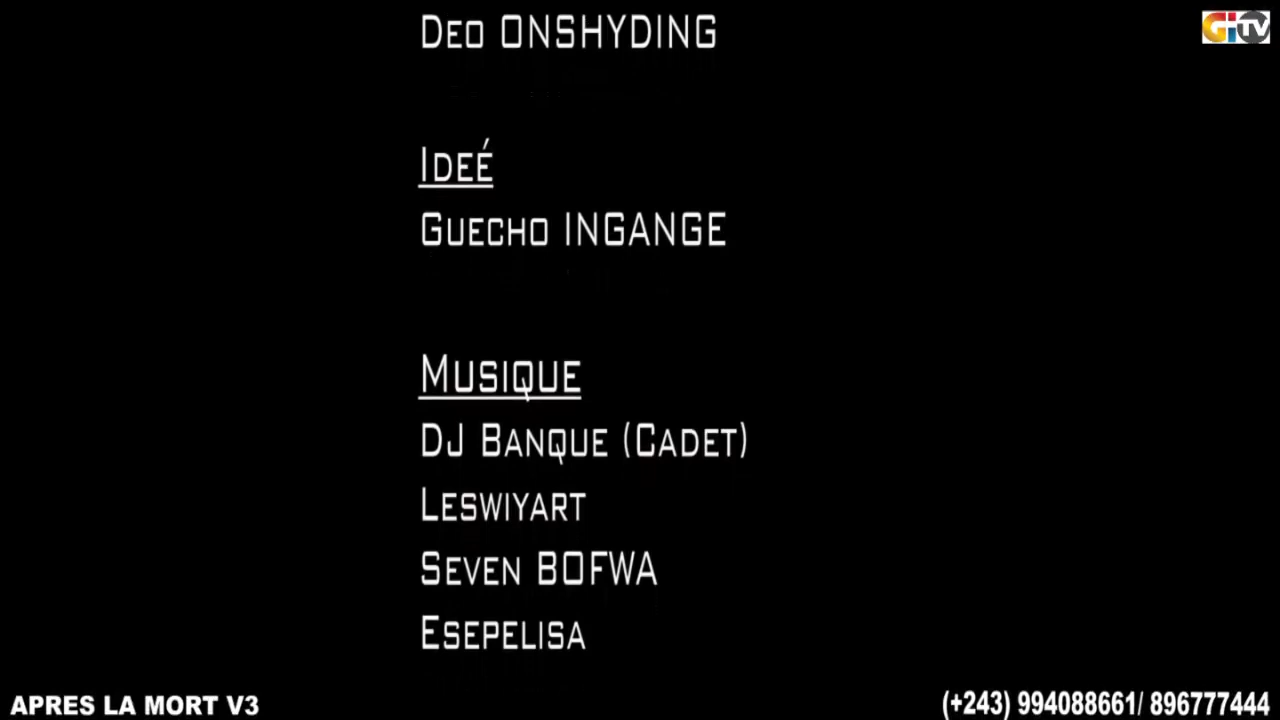 Deo ONSHYDING
GiTV
Ideé
Guecho INGANGE
Musique
DJ Banque (Cadet)
Leswiyart
Seven BOFWA
Esepelisa
APRES LA MORT V3
(+243) 994088661/ 896777444